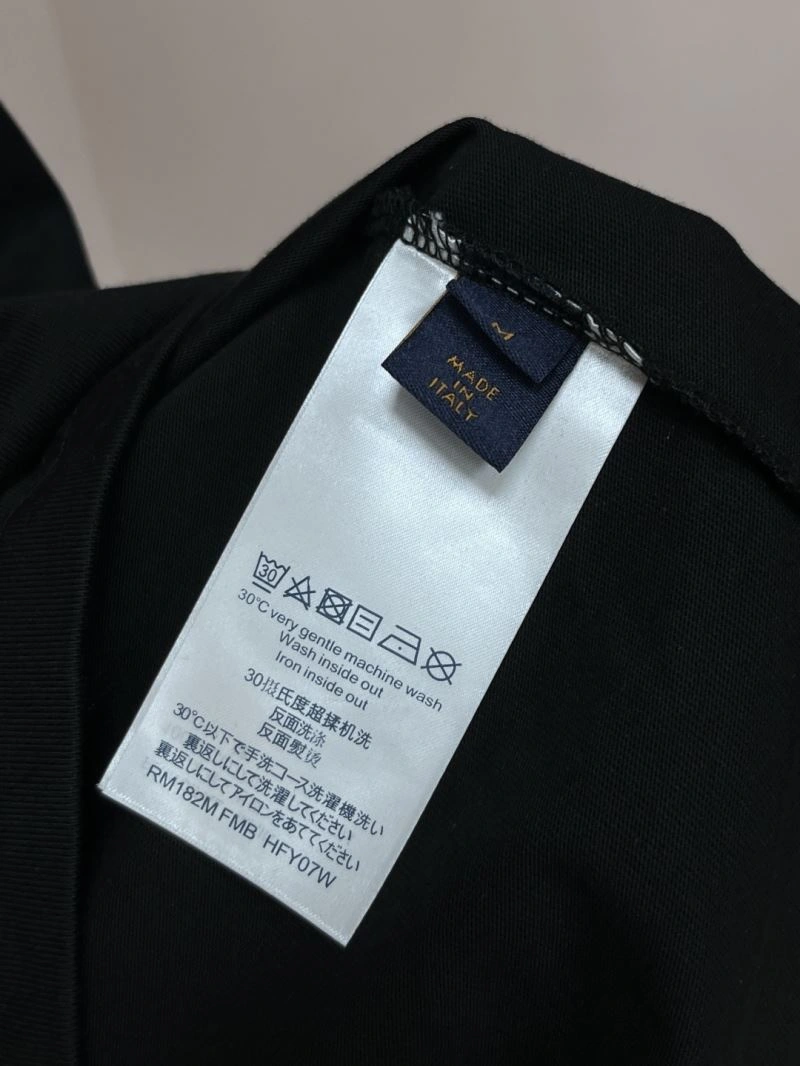 M
MADE
IN
ITALY
30
30°C very gentle machine wash
Wash inside out
Iron inside out
30摄氏度超揉机洗
反面洗涤
反面熨烫
30℃以下で手洗コース洗濯機洗い
裏返しにして洗濯してください
裏返しにしてアイロンをあててください
RM182M FMB HFY07W